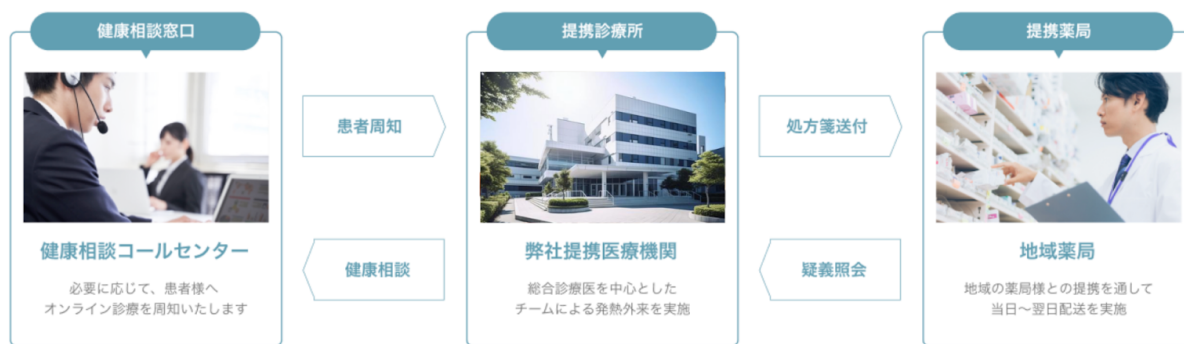 健康相談窓口
健康相談コールセンター
必要に応じて、患者様へ
オンライン診療を周知いたします
患者周知
健康相談
提携診療所
弊社提携医療機関
総合診療医を中心とした
チームによる発熱外来を実施
処方箋送付
疑義照会
提携薬局
地域薬局
地域の薬局様との提携を通して
当日〜翌日配送を実施